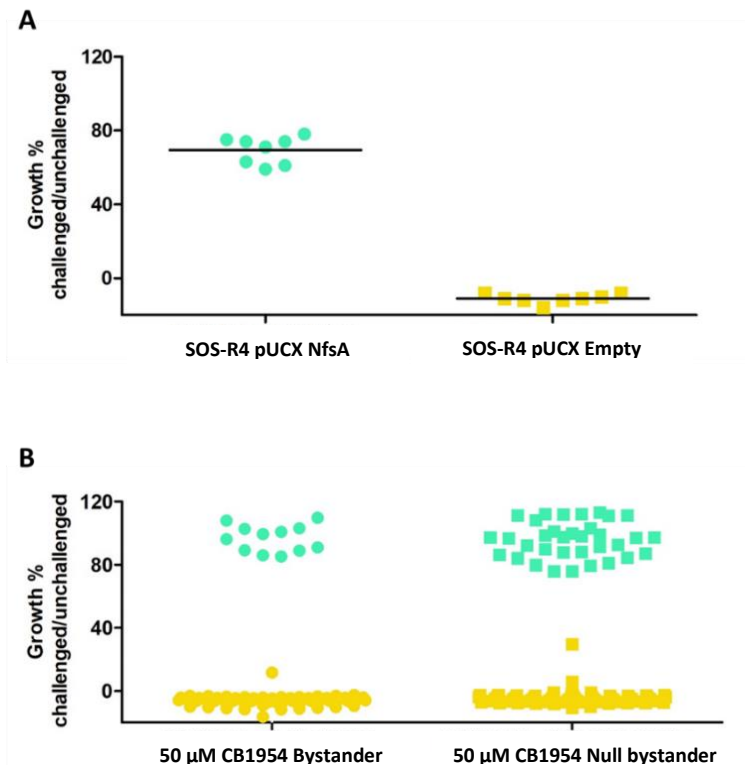 A
Growth %
challenged/unchallenged
120
80
40
0
SOS-R4 pUCX NfsA
SOS-R4 pUCX Empty
B
Growth %
challenged/unchallenged
120
80
40
0
50 µM CB1954 Bystander
50 µM CB1954 Null bystander